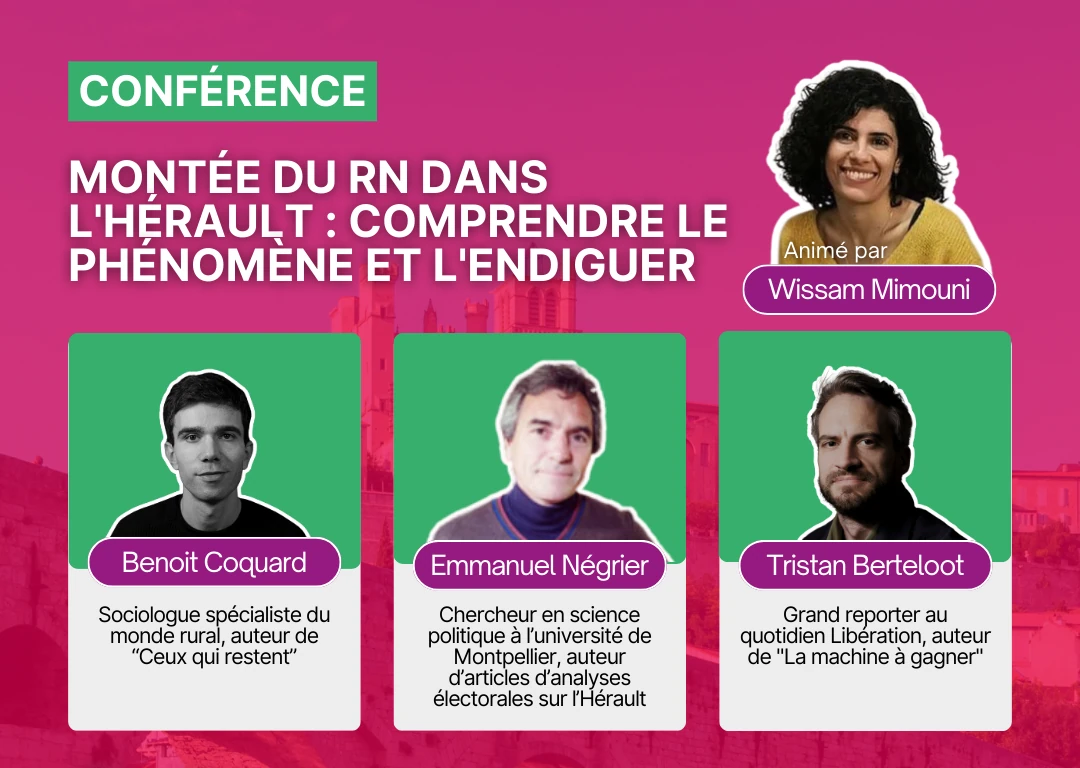 CONFÉRENCE
MONTÉE DU RN DANS
L'HÉRAULT : COMPRENDRE LE
PHÉNOMÈNE ET L'ENDIGUER
Animé par
Wissam Mimouni
Benoit Coquard
Sociologue spécialiste du
monde rural, auteur de
“Ceux qui restent”
Emmanuel Négrier
Chercheur en science
politique à l’université de
Montpellier, auteur
d’articles d’analyses
électorales sur l’Hérault
Tristan Berteloot
Grand reporter au
quotidien Libération, auteur
de "La machine à gagner"